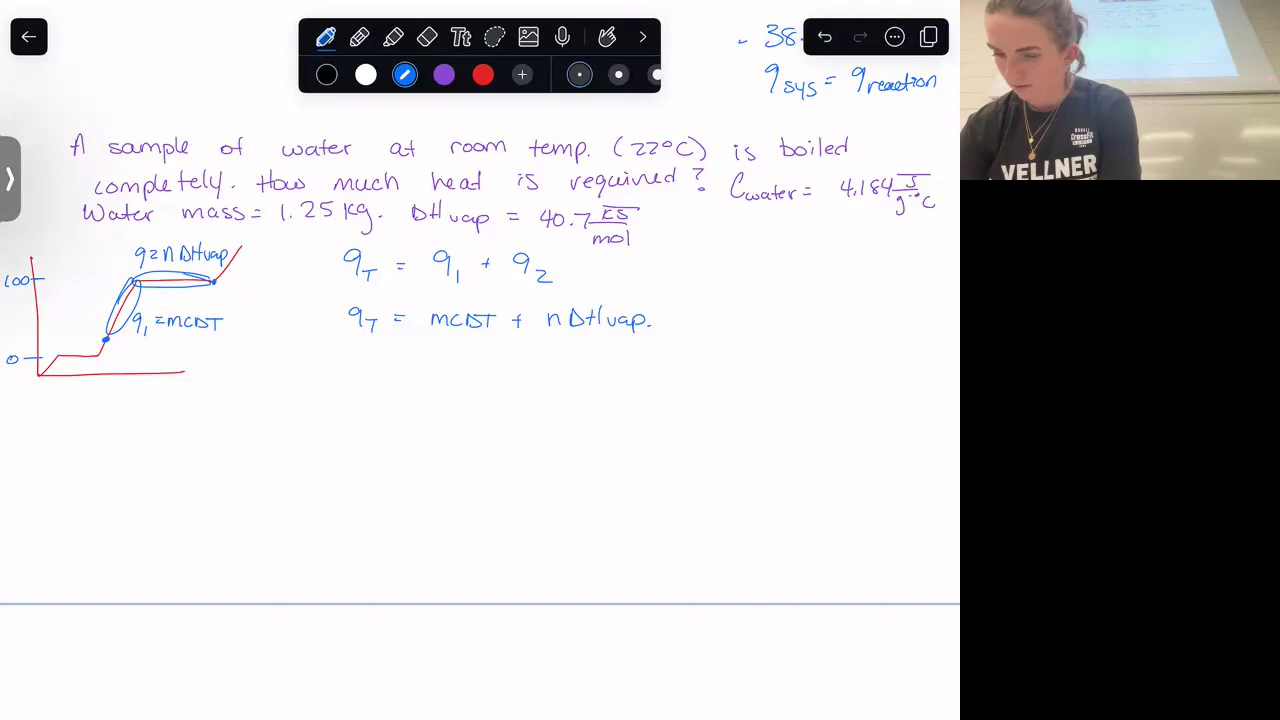 38.
qsys = qreaction
A sample of water at room temp. (22°C) is boiled
completely. How much heat is required? Cwater = 4.184 J/g·°C
Water mass = 1.25 kg. ΔHvap = 40.7 kJ/mol
q=nΔHvap
100
q1 = mCΔT
0
qT = q1 + q2
qT = mCΔT + nΔHvap.
Tt
CrossFit
VELLNER